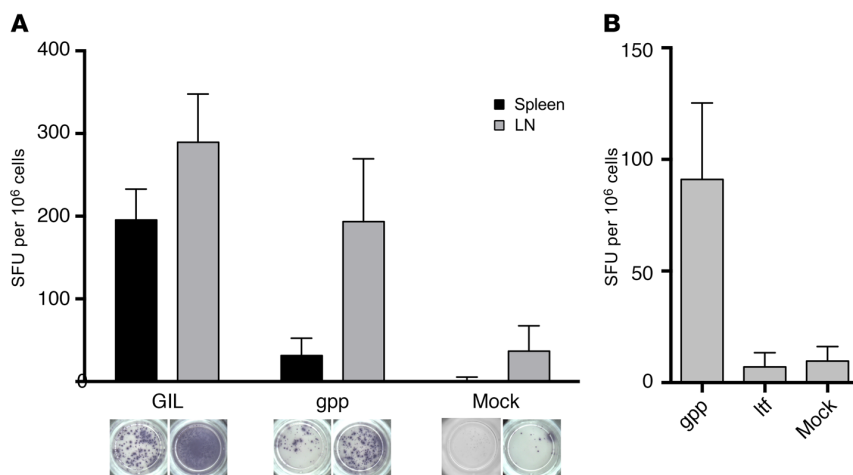 A
400
300
200
100
0
SFU per 10⁶ cells
Spleen
LN
GIL gpp Mock
B
150
100
50
0
SFU per 10⁶ cells
gpp ltf Mock